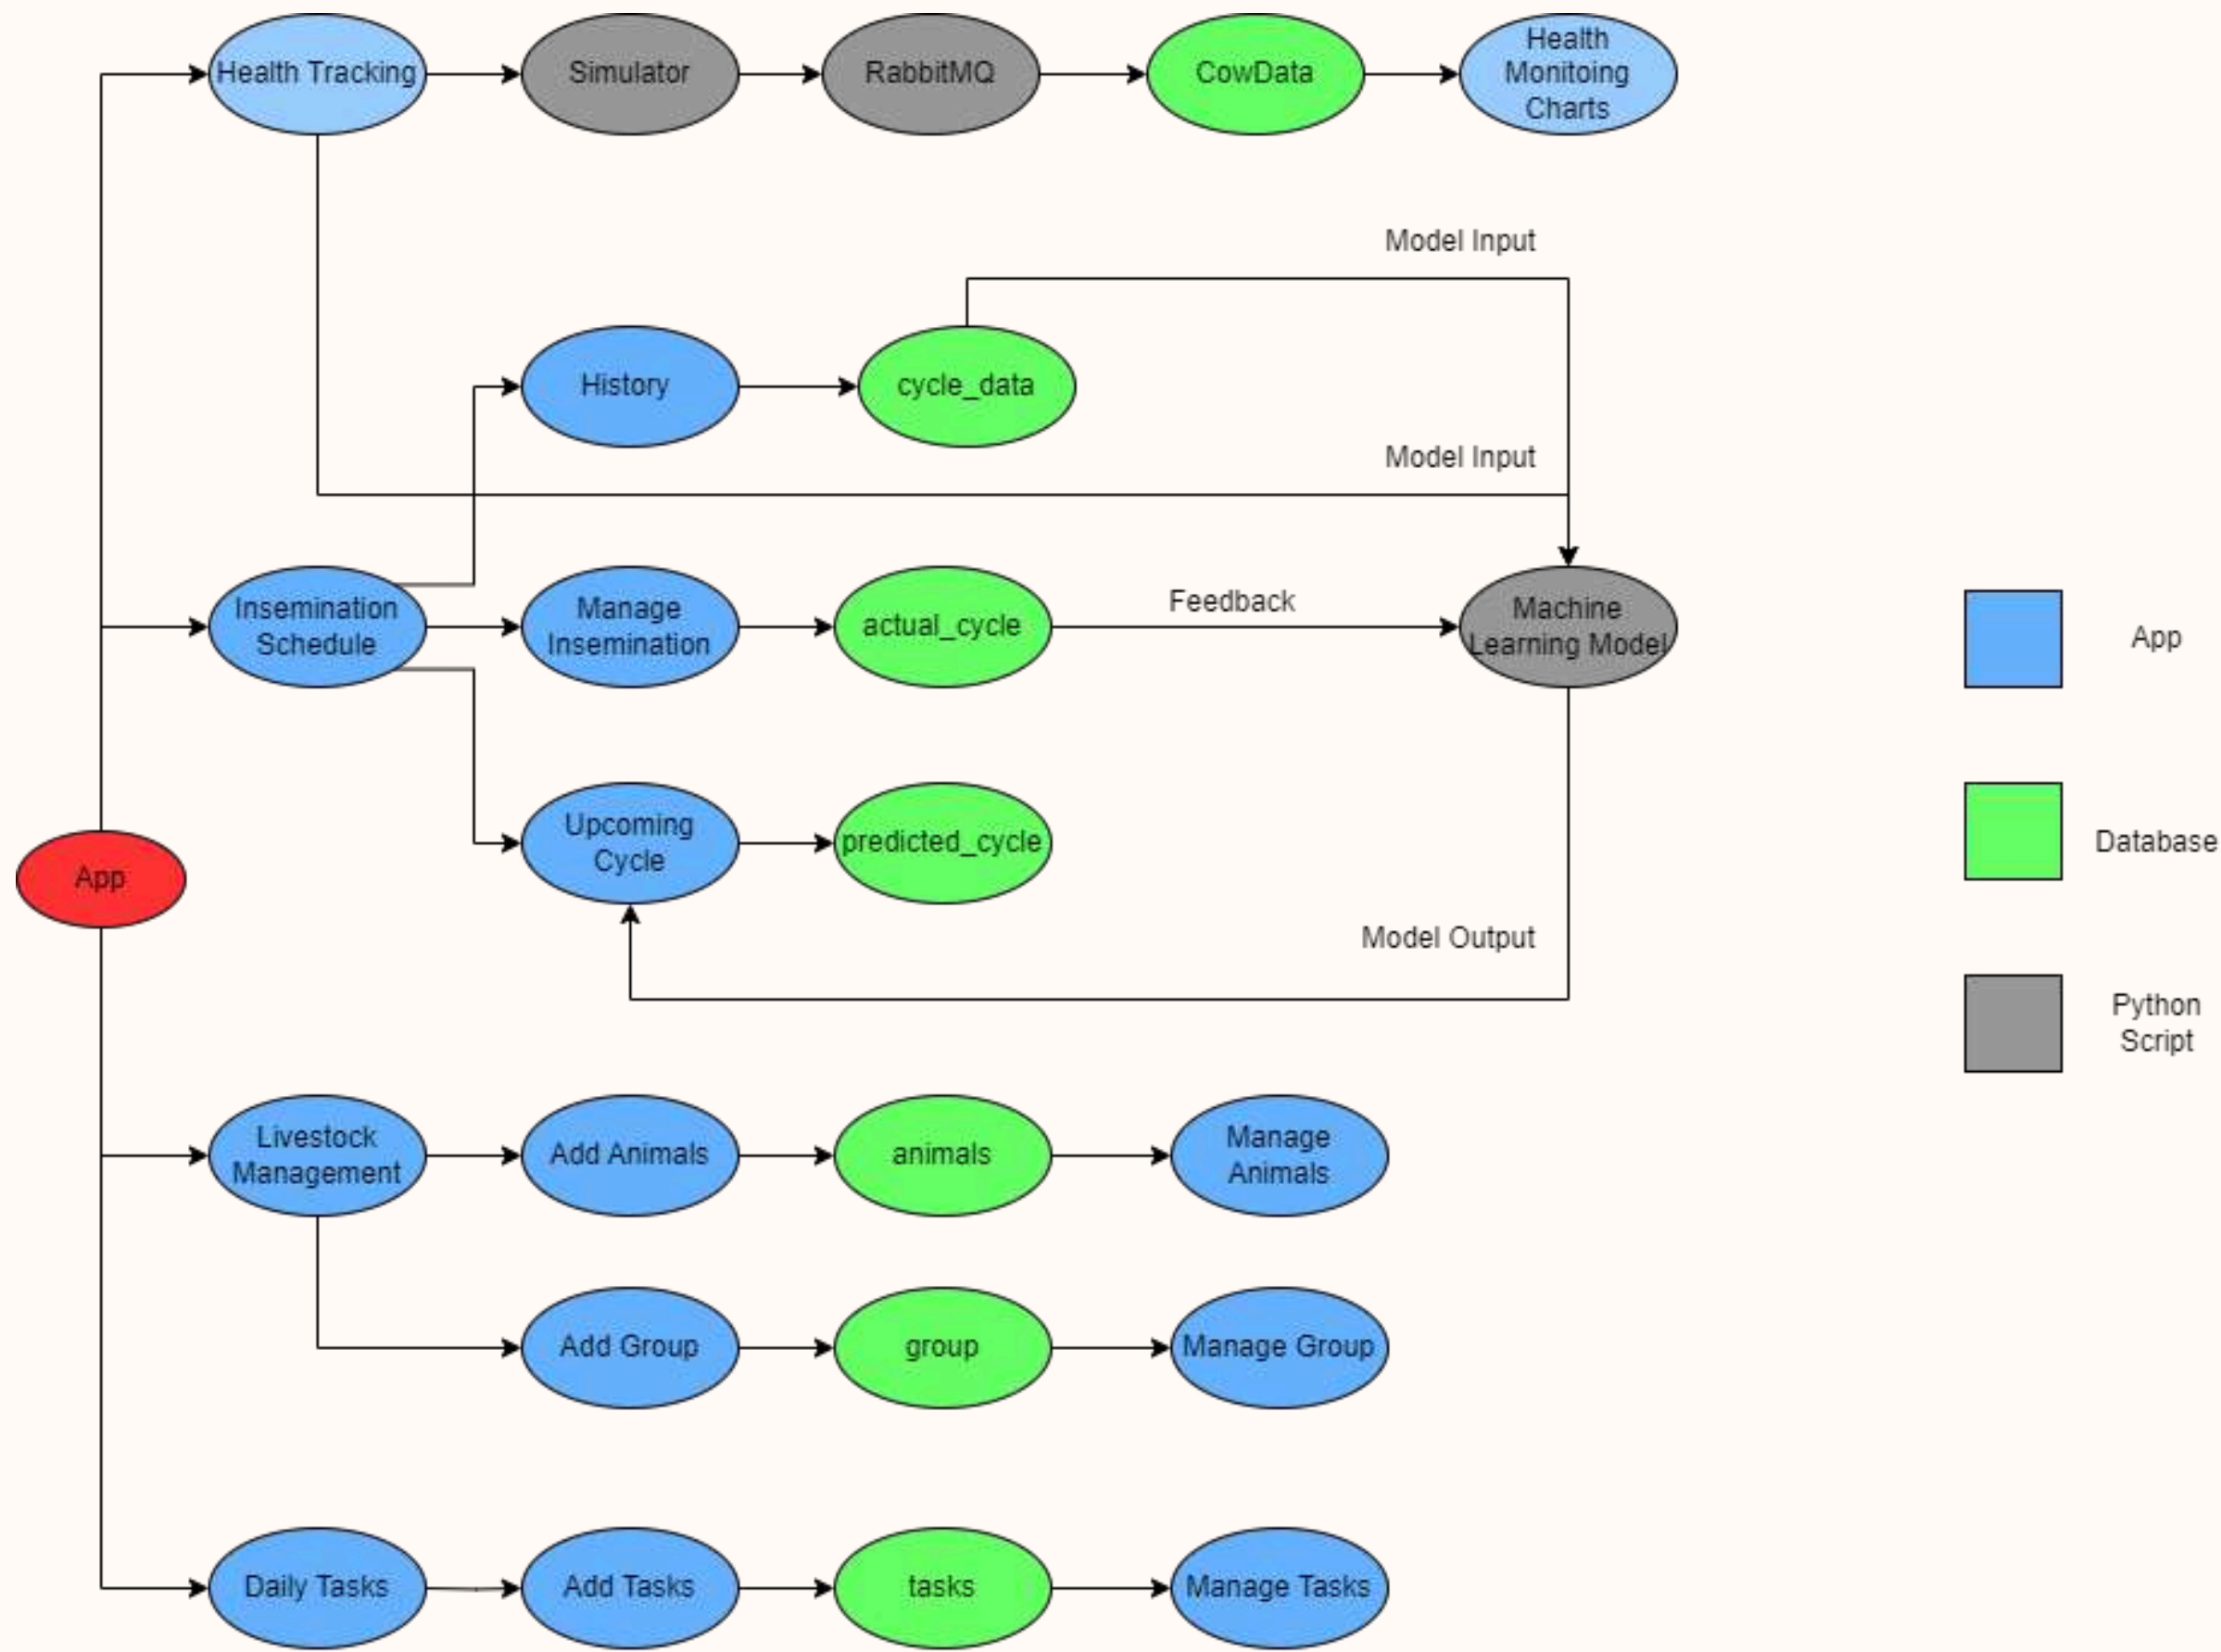 Health Tracking
Simulator
RabbitMQ
CowData
Health
Monitoing
Charts
Model Input
History
cycle_data
Model Input
Insemination
Schedule
Manage
Insemination
actual_cycle
Feedback
Machine
Learning Model
App
Upcoming
Cycle
predicted_cycle
Database
App
Model Output
Python
Script
Livestock
Management
Add Animals
animals
Manage
Animals
Add Group
group
Manage Group
Daily Tasks
Add Tasks
tasks
Manage Tasks